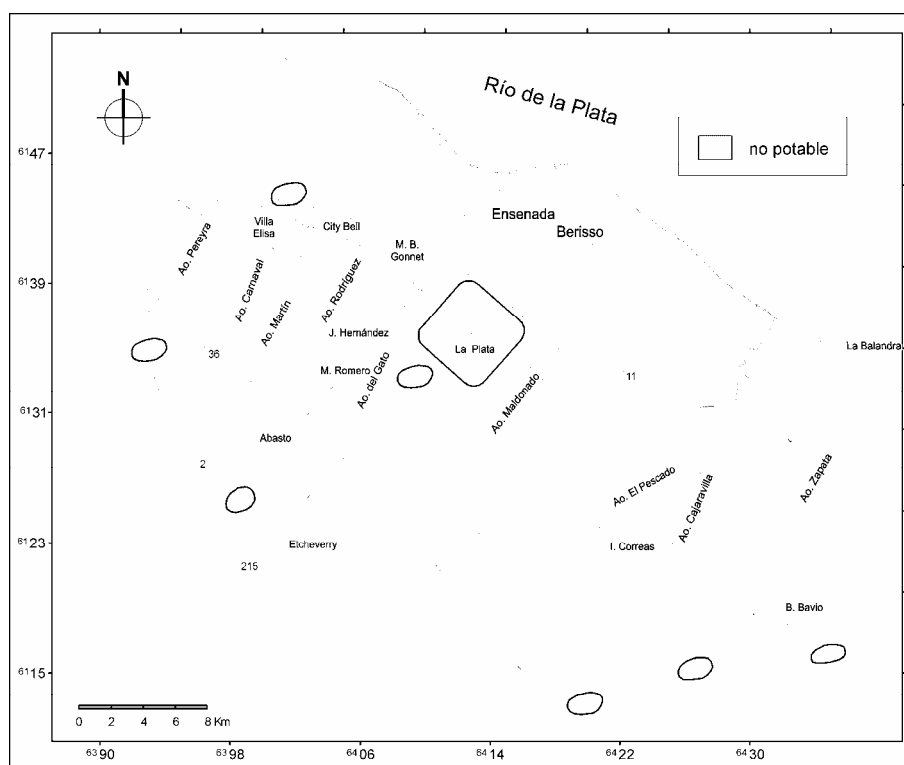 N
Río de la Plata
no potable
6147
Villa
Elisa
City Bell
Ensenada
Berisso
M. B.
Gonnet
Ao. Pereyra
Ao. Carnaval
Ao. Martín
Ao. Rodríguez
6139
J. Hernández
La Plata
La Balandra
36
M. Romero
Ao. del Gato
Ao. Maldonado
11
6131
Abasto
2
Ao. El Pescado
Ao. Cajaravilla
Ao. Zapata
6123
Etcheverry
I. Correas
215
B. Bavio
6115
0 2 4 6 8 Km
6390 6398 6406 6414 6422 6430